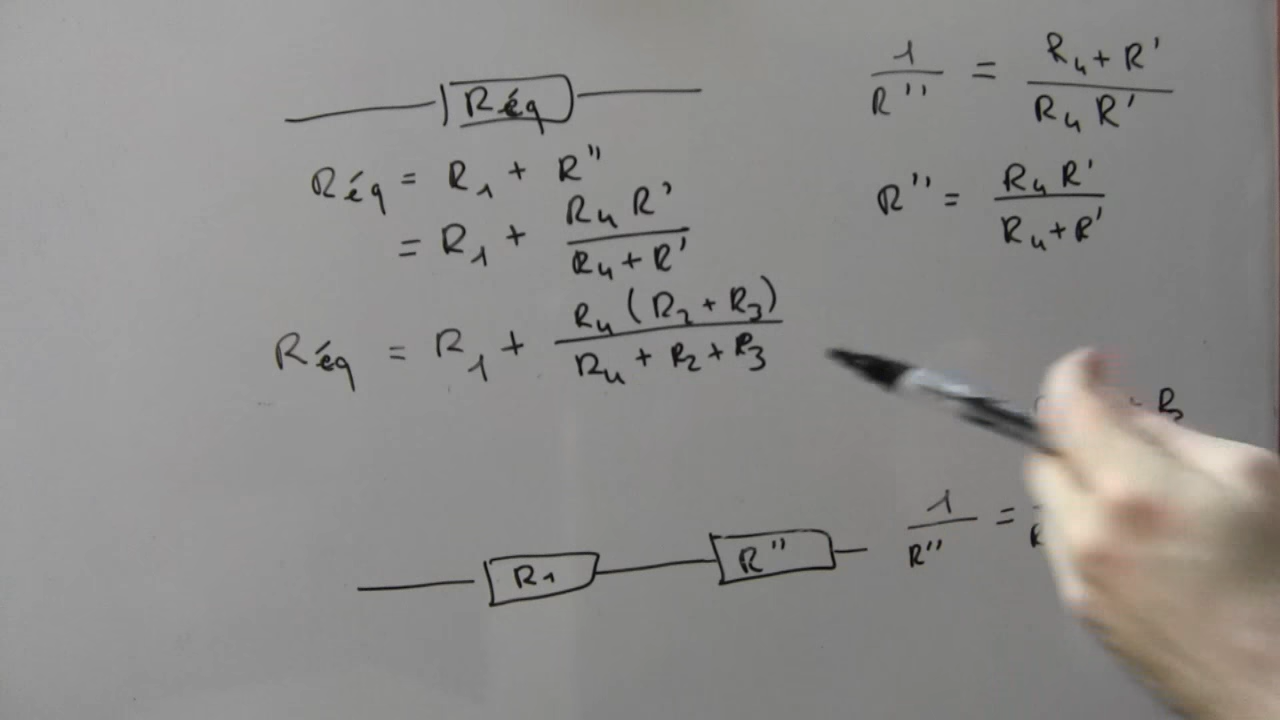 Réq
Réq = R1 + R''
= R1 + R4 R' / R4 + R'
Réq = R1 + R4 (R2 + R3) / R4 + R2 + R3
1 / R'' = R4 + R' / R4 R'
R'' = R4 R' / R4 + R'
1 / R'' =
R1
R''